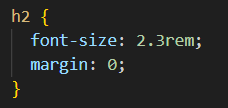 h2 {
  font-size: 2.3rem;
  margin: 0;
}